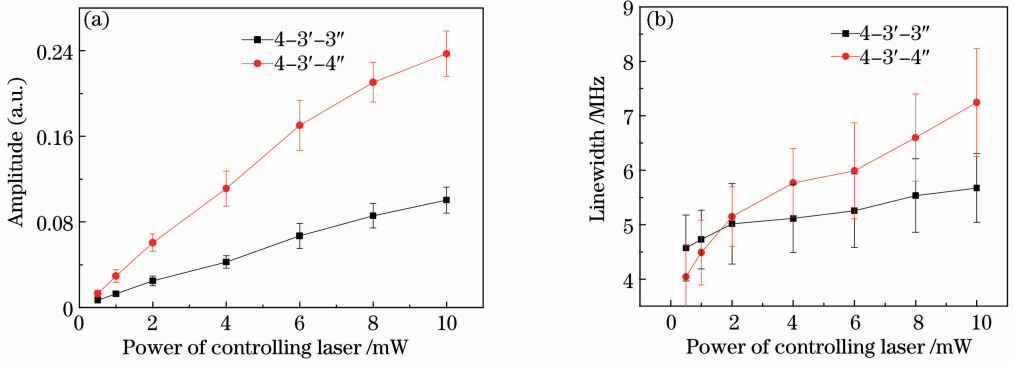 (a)
4–3′–3″
4–3′–4″
0.24
0.16
0.08
0
Amplitude (a.u.)
0 2 4 6 8 10
Power of controlling laser /mW
(b)
4–3′–3″
4–3′–4″
9
8
7
6
5
4
Linewidth /MHz
0 2 4 6 8 10
Power of controlling laser /mW